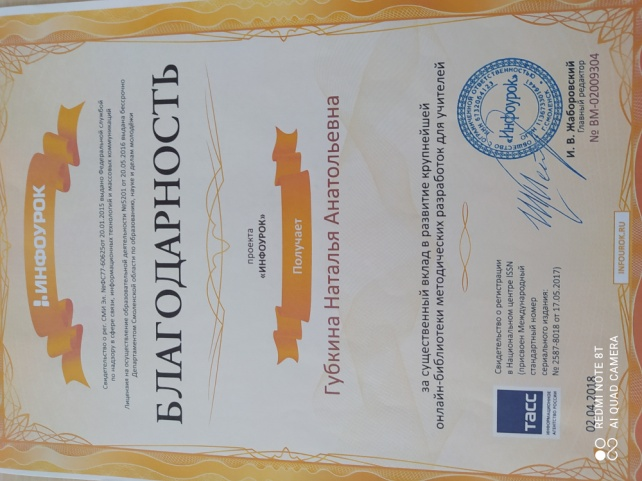 ИНФОУРОК
Свидетельство о рег. СМИ Эл. №ФС77-60625от 20.01.2015 выдано Федеральной службой
по надзору в сфере связи, информационных технологий и массовых коммуникаций
Лицензия на осуществление образовательной деятельности №5201 от 20.05.2016 выдана бессрочно
Департаментом Смоленской области по образованию, науке и делам молодёжи
БЛАГОДАРНОСТЬ
проекта
«ИНФОУРОК»
Получает
Губкина Наталья Анатольевна
за существенный вклад в развитие крупнейшей
онлайн-библиотеки методических разработок для учителей
Свидетельство о регистрации
в Национальном центре ISSN
(присвоен Международный
стандартный номер
сериального издания:
№ 2587-8018 от 17.05.2017)
ТАСС
ИНФОРМАЦИОННОЕ
АГЕНТСТВО РОССИИ
«Инфоурок»
И. В. Жаборовский
Главный редактор
№ ВМ-02009304
02.04.2018
INFOUROK.RU
REDMI NOTE 8T
AI QUAD CAMERA